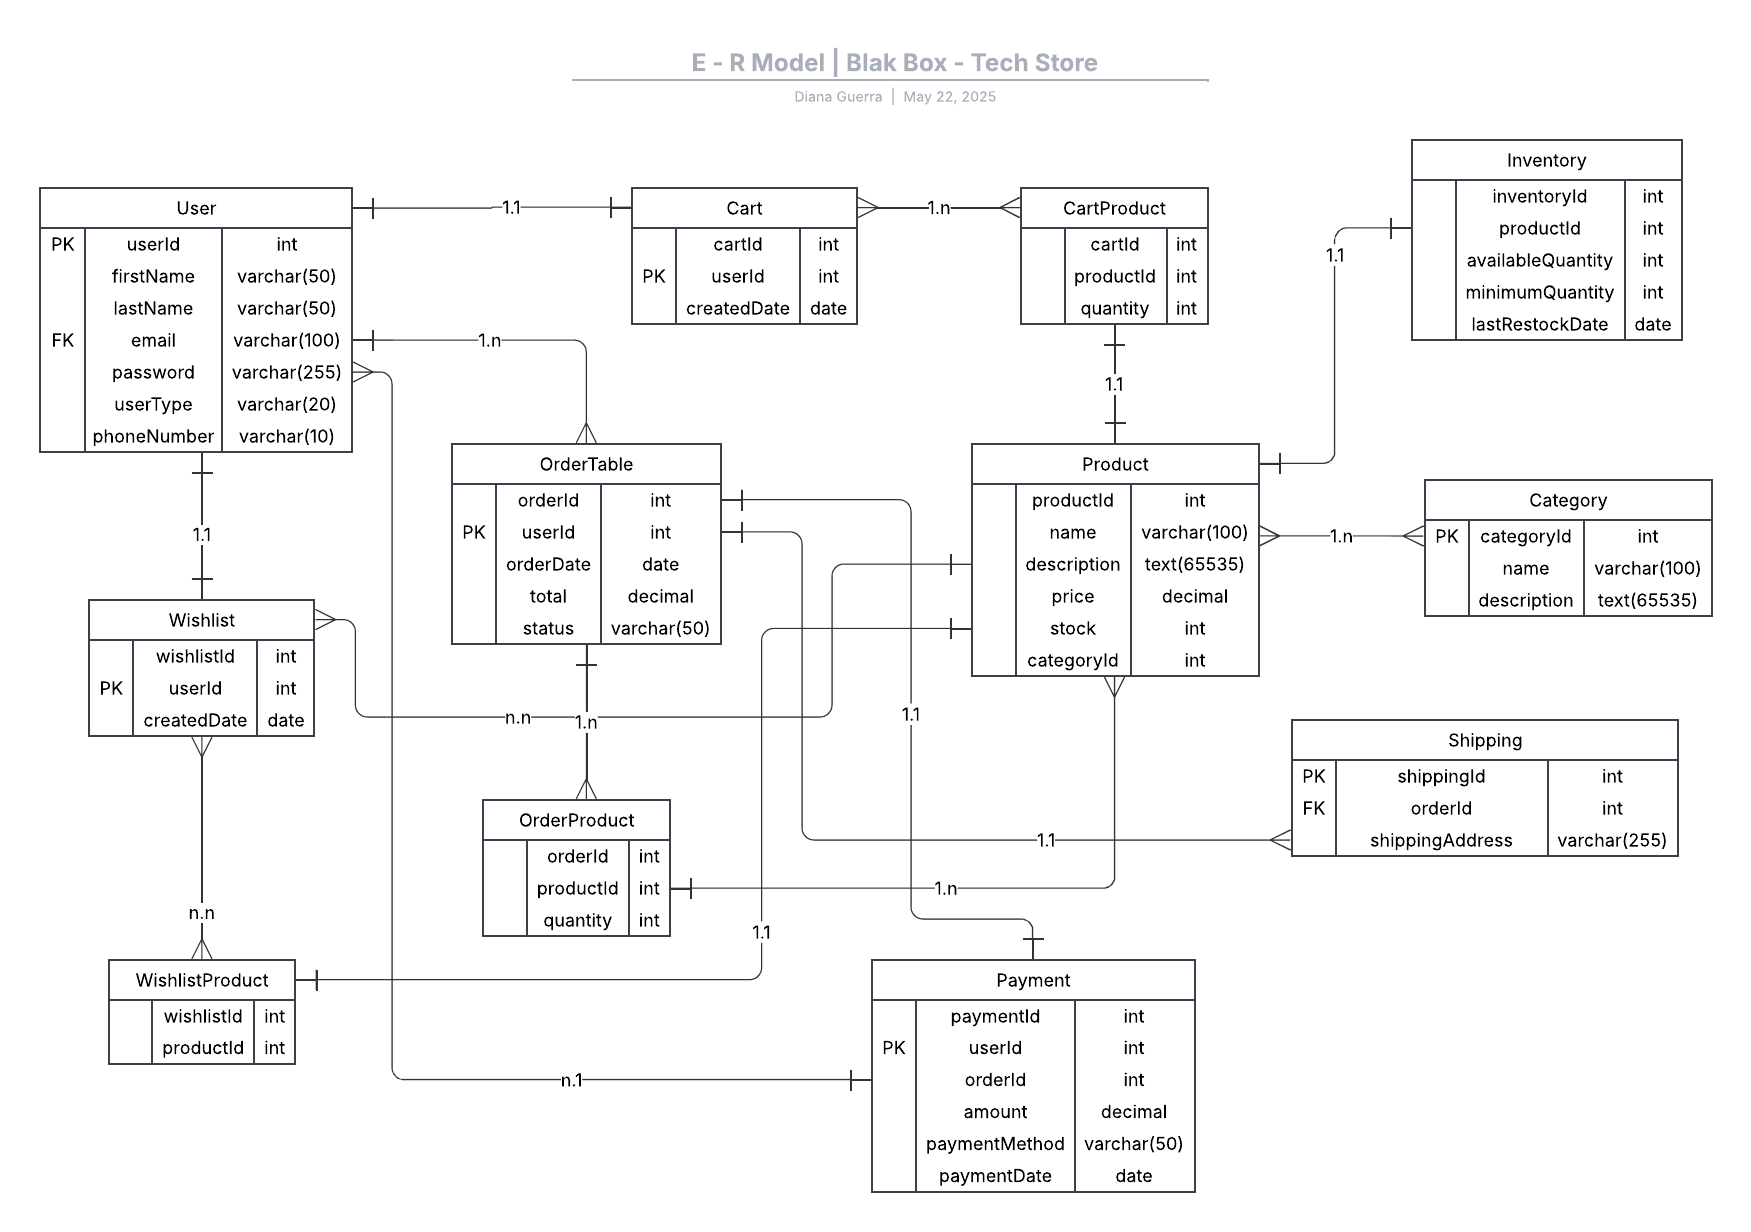 E - R Model | Blak Box - Tech Store
Diana Guerra | May 22, 2025
User
PK userId int
firstName varchar(50)
lastName varchar(50)
FK email varchar(100)
password varchar(255)
userType varchar(20)
phoneNumber varchar(10)
1.1
Cart
cartId int
PK userId int
createdDate date
1.n
CartProduct
cartId int
productId int
quantity int
Inventory
inventoryId int
productId int
availableQuantity int
minimumQuantity int
lastRestockDate date
1.1
1.n
1.1
OrderTable
orderId int
PK userId int
orderDate date
total decimal
status varchar(50)
Product
productId int
name varchar(100)
description text(65535)
price decimal
stock int
categoryId int
1.n
Category
PK categoryId int
name varchar(100)
description text(65535)
1.1
Wishlist
wishlistId int
PK userId int
createdDate date
n.n
1.n
1.1
Shipping
PK shippingId int
FK orderId int
shippingAddress varchar(255)
OrderProduct
orderId int
productId int
quantity int
1.1
1.n
n.n
1.1
WishlistProduct
wishlistId int
productId int
n.1
Payment
paymentId int
PK userId int
orderId int
amount decimal
paymentMethod varchar(50)
paymentDate date